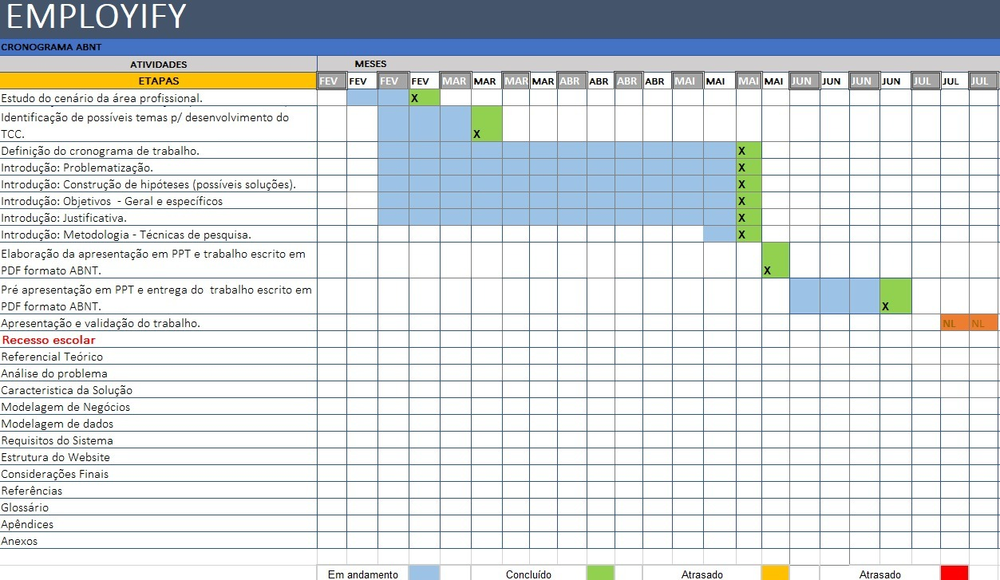 EMPLOYIFY
CRONOGRAMA ABNT
ATIVIDADES MESES
ETAPAS FEV FEV FEV FEV MAR MAR MAR MAR ABR ABR ABR ABR MAI MAI MAI MAI JUN JUN JUN JUN JUL JUL JUL
Estudo do cenário da área profissional. X
Identificação de possíveis temas p/ desenvolvimento do
TCC. X
Definição do cronograma de trabalho. X
Introdução: Problematização. X
Introdução: Construção de hipóteses (possíveis soluções). X
Introdução: Objetivos - Geral e específicos X
Introdução: Justificativa. X
Introdução: Metodologia - Técnicas de pesquisa. X
Elaboração da apresentação em PPT e trabalho escrito em
PDF formato ABNT. X
Pré apresentação em PPT e entrega do trabalho escrito em
PDF formato ABNT. X
Apresentação e validação do trabalho. NL NL
Recesso escolar
Referencial Teórico
Análise do problema
Caracteristica da Solução
Modelagem de Negócios
Modelagem de dados
Requisitos do Sistema
Estrutura do Website
Considerações Finais
Referências
Glossário
Apêndices
Anexos
Em andamento Concluído Atrasado Atrasado